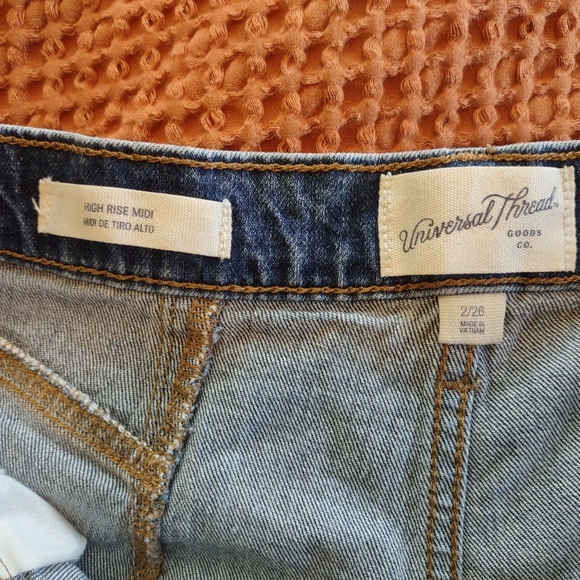 HIGH RISE MIDI
MIDI DE TIRO ALTO
Universal Thread
GOODS
CO.
2/26
MADE IN
VIETNAM